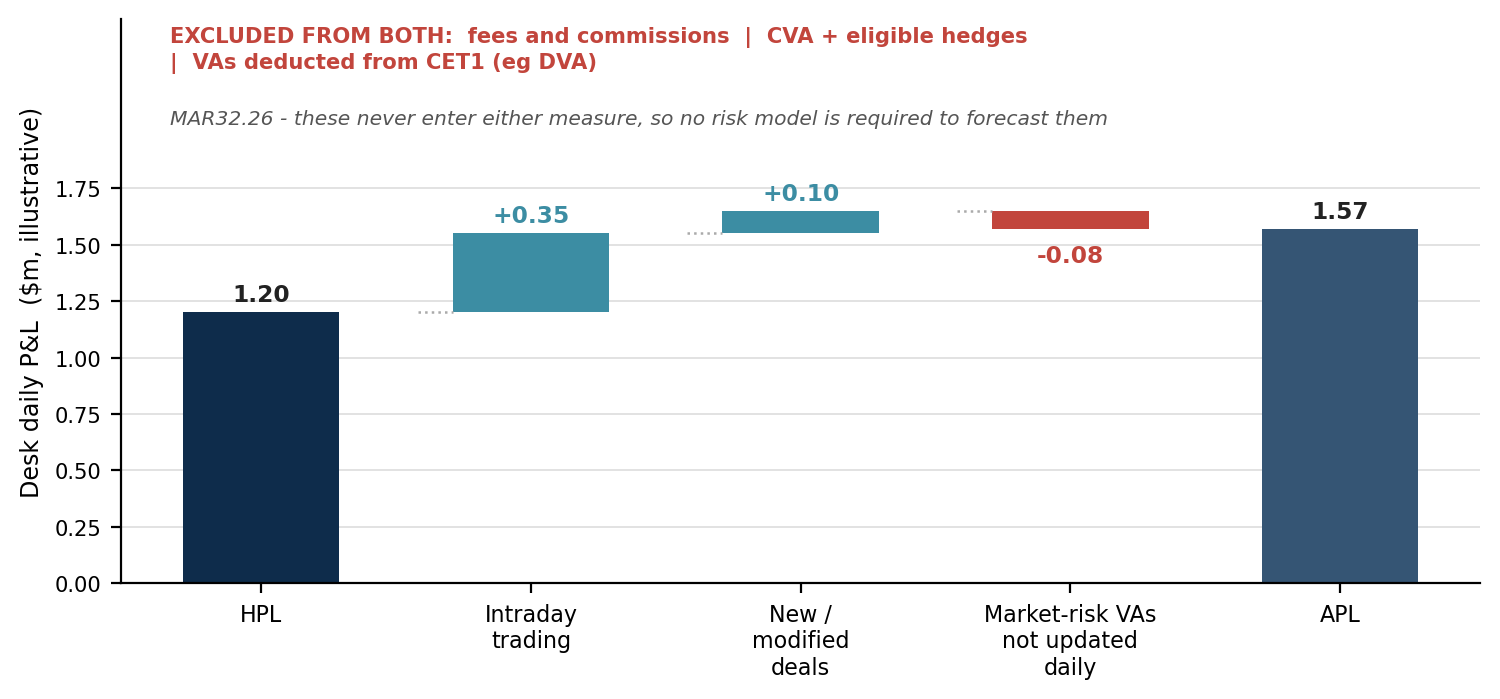 EXCLUDED FROM BOTH:  fees and commissions  |  CVA + eligible hedges
|  VAs deducted from CET1 (eg DVA)
MAR32.26 - these never enter either measure, so no risk model is required to forecast them
Desk daily P&L  ($m, illustrative)
1.75
1.50
1.25
1.00
0.75
0.50
0.25
0.00
1.20
+0.35
+0.10
-0.08
1.57
HPL
Intraday
trading
New /
modified
deals
Market-risk VAs
not updated
daily
APL